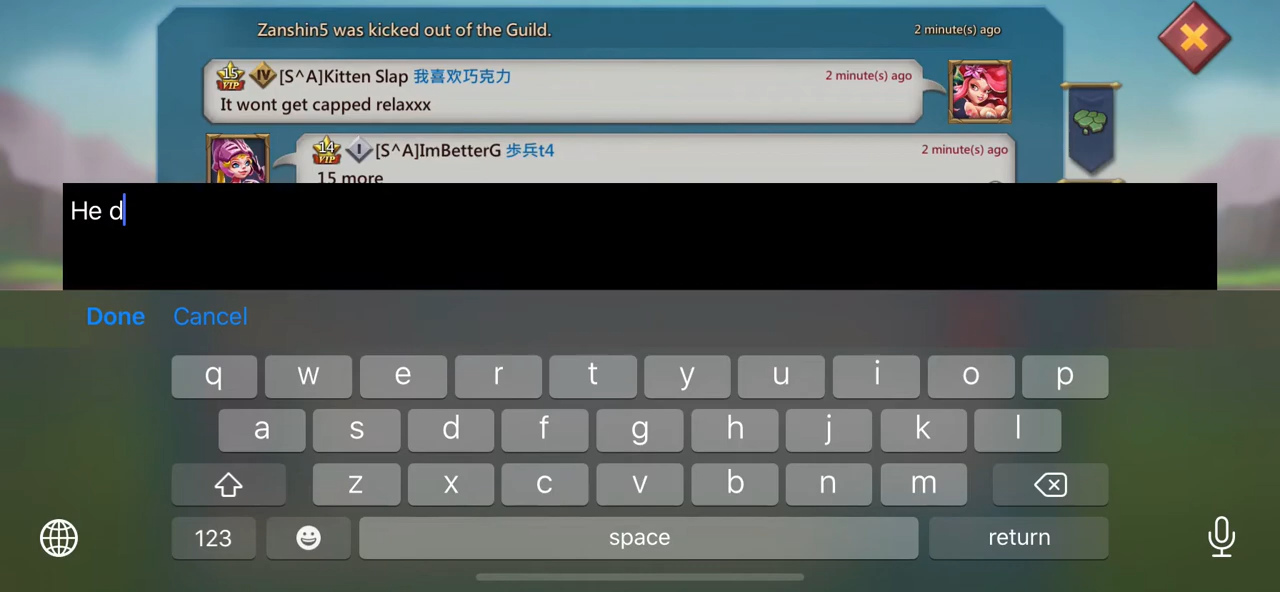 Zanshin5 was kicked out of the Guild. 2 minute(s) ago
15 VIP IV [S^A]Kitten Slap 我喜欢巧克力 2 minute(s) ago
It wont get capped relaxxx
14 VIP I [S^A]ImBetterG 歩兵t4 2 minute(s) ago
15 more
He d
Done Cancel
q w e r t y u i o p
a s d f g h j k l
z x c v b n m
123 space return